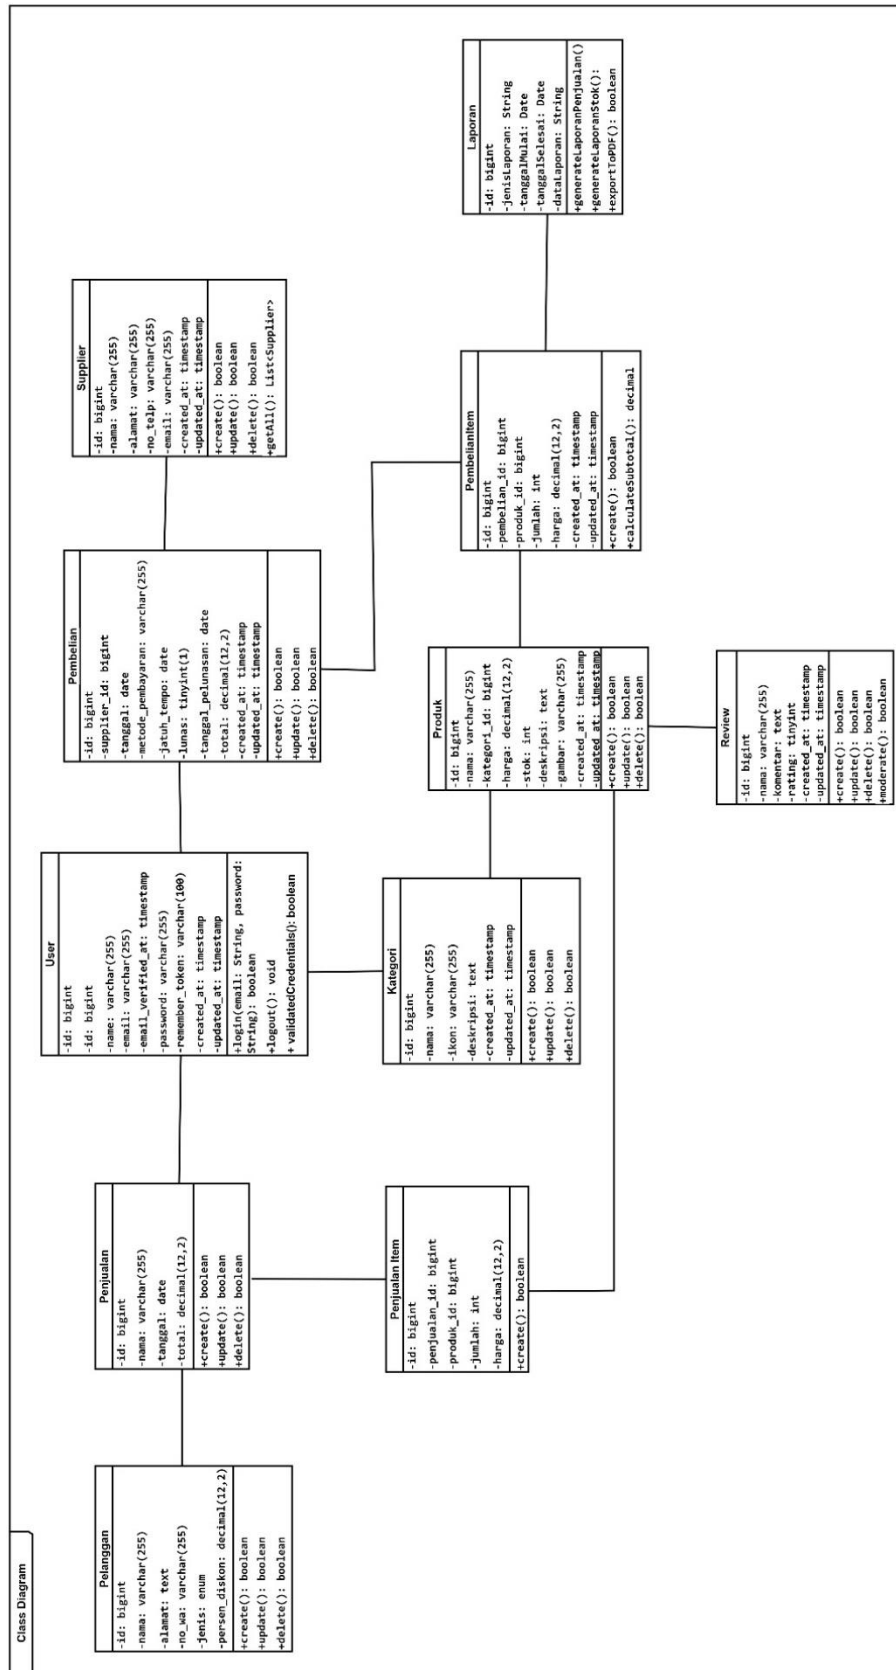 Class Diagram
Pelanggan
-id: bigint
-nama: varchar(255)
-alamat: text
-no_wa: varchar(255)
-jenis: enum
-persen_diskon: decimal(12,2)
+create(): boolean
+update(): boolean
+delete(): boolean
Penjualan
-id: bigint
-nama: varchar(255)
-tanggal: date
-total: decimal(12,2)
+create(): boolean
+update(): boolean
+delete(): boolean
User
-id: bigint
-id: bigint
-name: varchar(255)
-email: varchar(255)
-email_verified_at: timestamp
-password: varchar(255)
-remember_token: varchar(100)
-created_at: timestamp
-updated_at: timestamp
+login(email: String, password:
String): boolean
+logout(): void
+ validatedCredentials(): boolean
Pembelian
-id: bigint
-supplier_id: bigint
-tanggal: date
-metode_pembayaran: varchar(255)
-jatuh_tempo: date
-lunas: tinyint(1)
-tanggal_pelunasan: date
-total: decimal(12,2)
-created_at: timestamp
-updated_at: timestamp
+create(): boolean
+update(): boolean
+delete(): boolean
Supplier
-id: bigint
-nama: varchar(255)
-alamat: varchar(255)
-no_telp: varchar(255)
-email: varchar(255)
-created_at: timestamp
-updated_at: timestamp
+create(): boolean
+update(): boolean
+delete(): boolean
+getAll(): List<Supplier>
Penjualan Item
-id: bigint
-penjualan_id: bigint
-produk_id: bigint
-jumlah: int
-harga: decimal(12,2)
+create(): boolean
Kategori
-id: bigint
-nama: varchar(255)
-ikon: varchar(255)
-deskripsi: text
-created_at: timestamp
-updated_at: timestamp
+create(): boolean
+update(): boolean
+delete(): boolean
Produk
-id: bigint
-nama: varchar(255)
-kategori_id: bigint
-harga: decimal(12,2)
-stok: int
-deskripsi: text
-gambar: varchar(255)
-created_at: timestamp
-updated_at: timestamp
+create(): boolean
+update(): boolean
+delete(): boolean
PembelianItem
-id: bigint
-pembelian_id: bigint
-produk_id: bigint
-jumlah: int
-harga: decimal(12,2)
-created_at: timestamp
-updated_at: timestamp
+create(): boolean
+calculateSubtotal(): decimal
Laporan
-id: bigint
-jenisLaporan: String
-tanggalMulai: Date
-tanggalSelesai: Date
-dataLaporan: String
+generateLaporanPenjualan()
+generateLaporanStok():
+exportToPDF(): boolean
Review
-id: bigint
-nama: varchar(255)
-komentar: text
-rating: tinyint
-created_at: timestamp
-updated_at: timestamp
+create(): boolean
+update(): boolean
+delete(): boolean
+moderate(): boolean